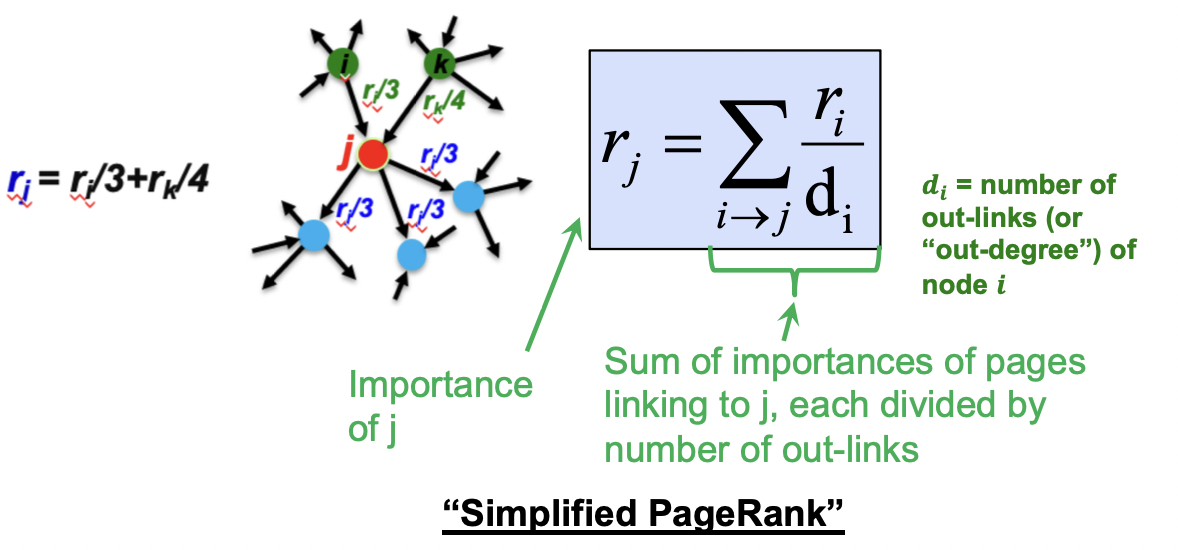 i
k
rᵢ/3
rₖ/4
j
rⱼ/3
rⱼ/3
rⱼ/3
rⱼ = rᵢ/3+rₖ/4
rⱼ = ∑ᵢ→ⱼ rᵢ/dᵢ
dᵢ = number of
out-links (or
“out-degree”) of
node i
Importance
of j
Sum of importances of pages
linking to j, each divided by
number of out-links
“Simplified PageRank”